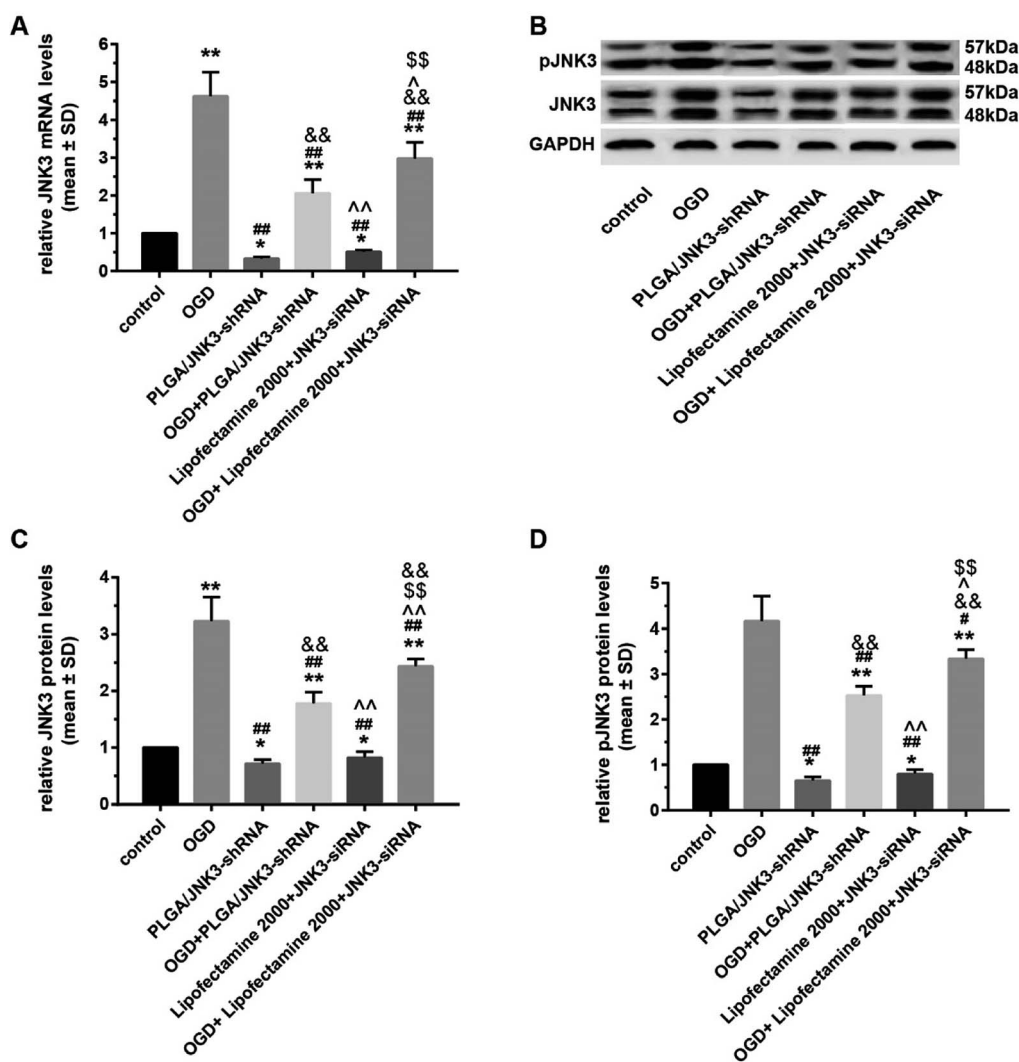 A
relative JNK3 mRNA levels
(mean ± SD)
6
5
4
3
2
1
0
**
##
*
&&
##
**
^^
##
*
$$
^
&&
##
**
control
OGD
PLGA/JNK3-shRNA
OGD+PLGA/JNK3-shRNA
Lipofectamine 2000+JNK3-siRNA
OGD+ Lipofectamine 2000+JNK3-siRNA
B
pJNK3
57kDa
48kDa
JNK3
57kDa
48kDa
GAPDH
control
OGD
PLGA/JNK3-shRNA
OGD+PLGA/JNK3-shRNA
Lipofectamine 2000+JNK3-siRNA
OGD+ Lipofectamine 2000+JNK3-siRNA
C
relative JNK3 protein levels
(mean ± SD)
4
3
2
1
0
**
##
*
&&
##
**
^^
##
*
&&
$$
^^
##
**
control
OGD
PLGA/JNK3-shRNA
OGD+PLGA/JNK3-shRNA
Lipofectamine 2000+JNK3-siRNA
OGD+ Lipofectamine 2000+JNK3-siRNA
D
relative pJNK3 protein levels
(mean ± SD)
5
4
3
2
1
0
##
*
&&
##
**
^^
##
*
$$
^
&&
#
**
control
OGD
PLGA/JNK3-shRNA
OGD+PLGA/JNK3-shRNA
Lipofectamine 2000+JNK3-siRNA
OGD+ Lipofectamine 2000+JNK3-siRNA